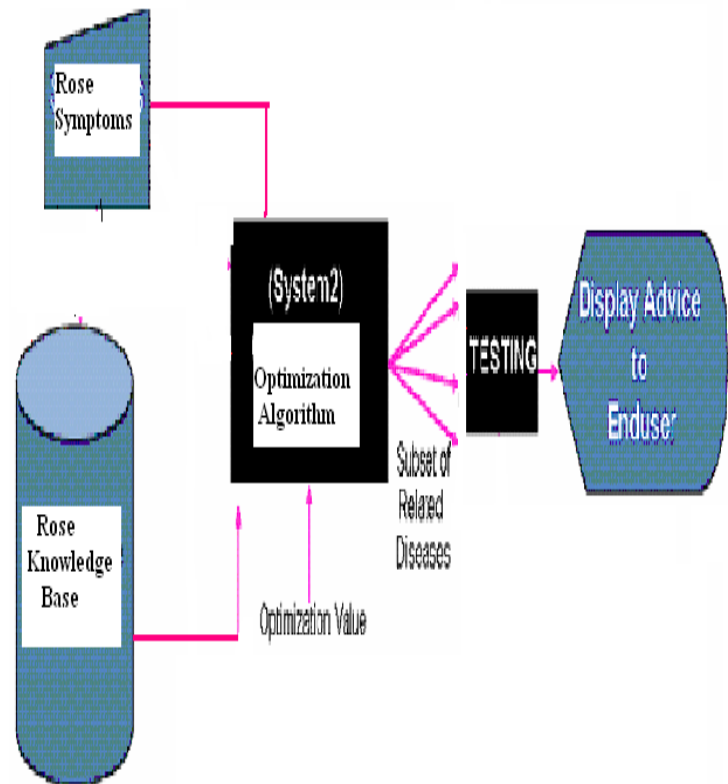 Rose
Symptoms
(System2)
Optimization
Algorithm
TESTING
Display Advice
to
Enduser
Subset of
Related
Diseases
Rose
Knowledge
Base
Optimization Value